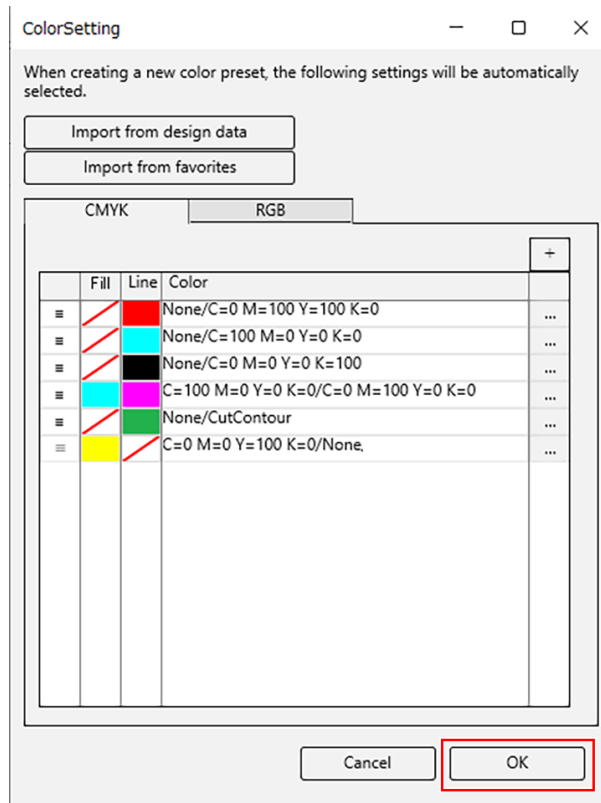 ColorSetting
When creating a new color preset, the following settings will be automatically
selected.
Import from design data
Import from favorites
CMYK RGB
+
Fill Line Color
None/C=0 M=100 Y=100 K=0 ...
None/C=100 M=0 Y=0 K=0 ...
None/C=0 M=0 Y=0 K=100 ...
C=100 M=0 Y=0 K=0/C=0 M=100 Y=0 K=0 ...
None/CutContour ...
C=0 M=0 Y=100 K=0/None, ...
Cancel OK